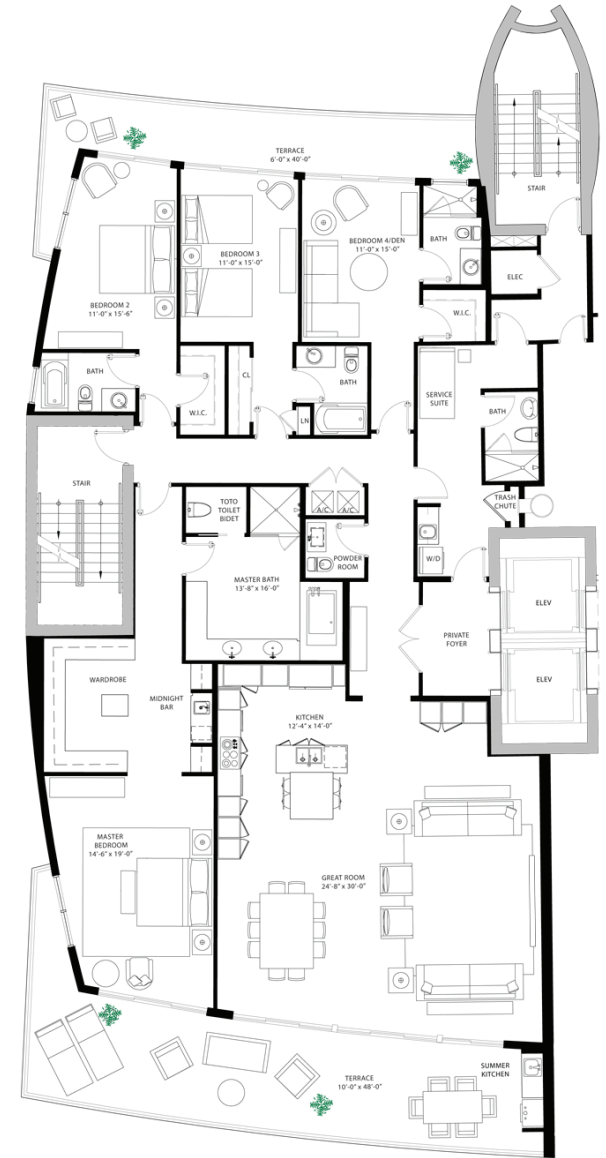 STAIR
TERRACE
6'-0" x 40'-0"
BEDROOM 4/DEN
11'-0" x 15'-0"
BATH
BEDROOM 3
11'-0" x 15'-0"
ELEC
BEDROOM 2
11'-0" x 15'-6"
W.I.C.
BATH
CL
BATH
W.I.C.
LN
SERVICE
SUITE
BATH
STAIR
TOTO
TOILET
BIDET
A/C
A/C
TRASH
CHUTE
POWDER
ROOM
W/D
MASTER BATH
13'-8" x 16'-0"
ELEV
PRIVATE
FOYER
ELEV
WARDROBE
MIDNIGHT
BAR
KITCHEN
12'-4" x 14'-0"
MASTER
BEDROOM
14'-6" x 19'-0"
GREAT ROOM
24'-8" x 30'-0"
TERRACE
10'-0" x 48'-0"
SUMMER
KITCHEN